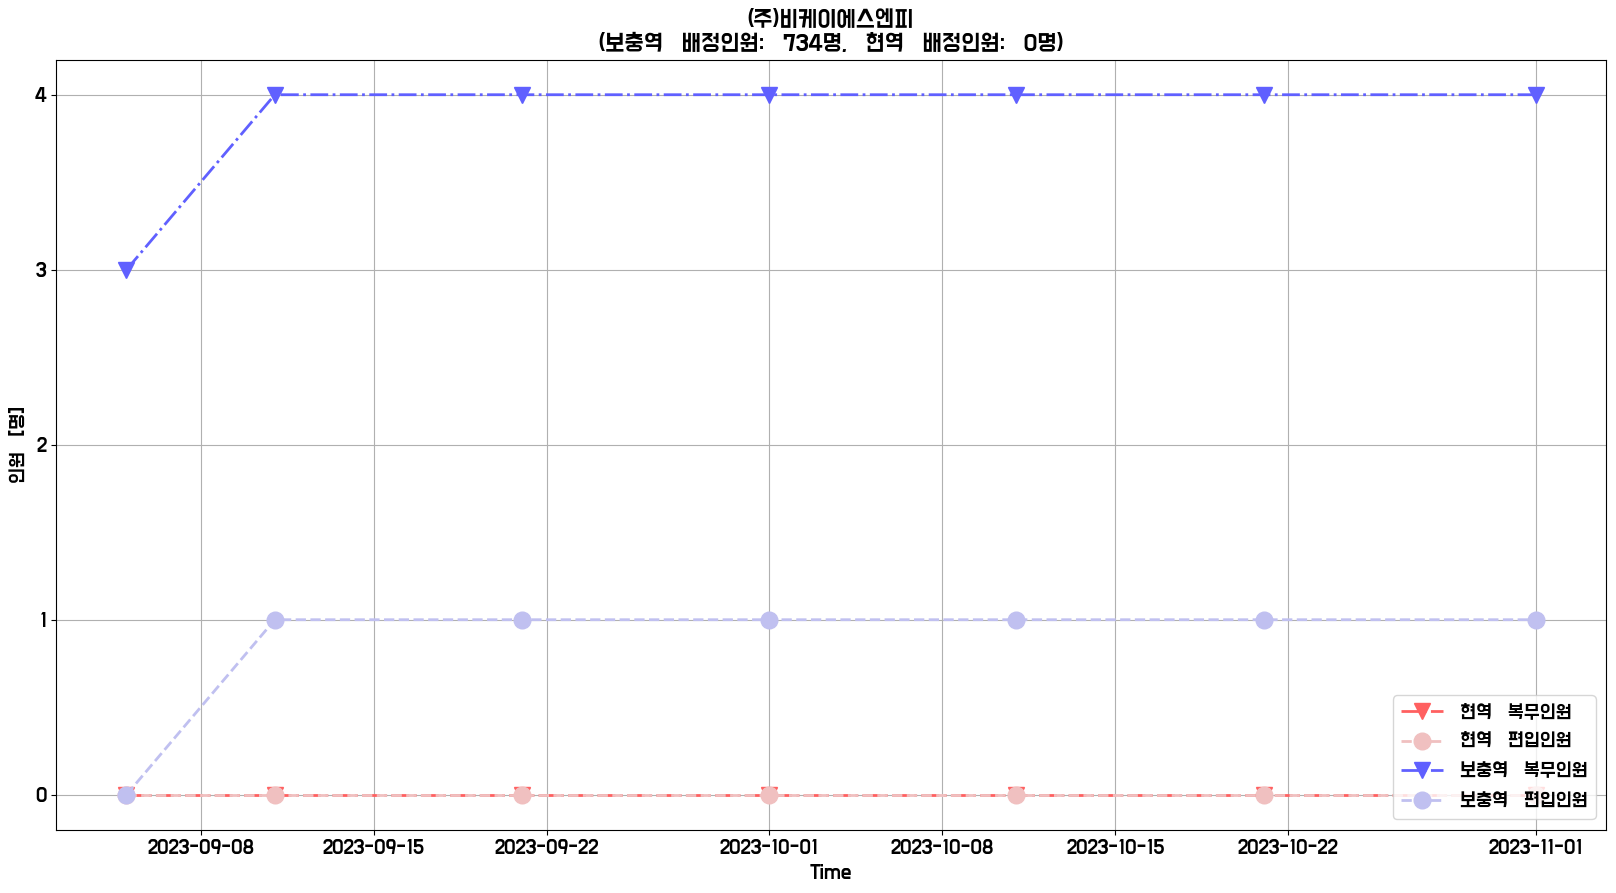 (주)비케이에스엔피
(보충역 배정인원: 734명, 현역 배정인원: 0명)
인원 [명]
4
3
2
1
0
현역 복무인원
현역 편입인원
보충역 복무인원
보충역 편입인원
2023-09-08 2023-09-15 2023-09-22 2023-10-01 2023-10-08 2023-10-15 2023-10-22 2023-11-01
Time